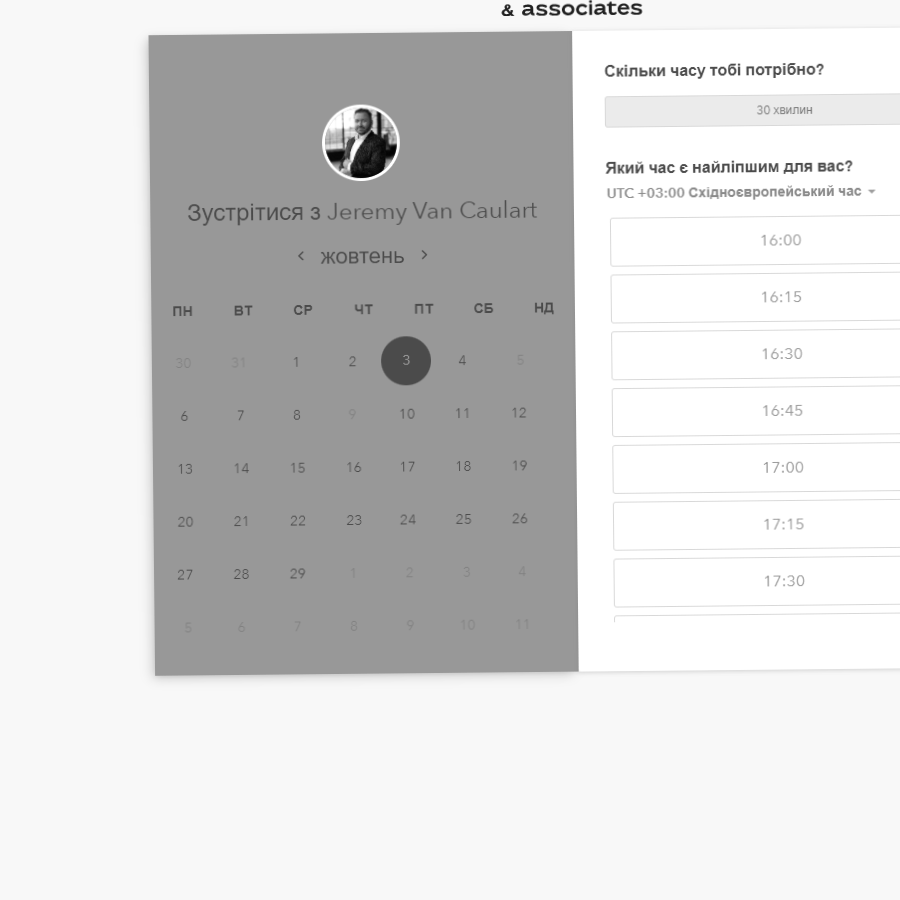 & associates
Зустрітися з Jeremy Van Caulart
жовтень
ПН ВТ СР ЧТ ПТ СБ НД
30 31 1 2 3 4 5
6 7 8 9 10 11 12
13 14 15 16 17 18 19
20 21 22 23 24 25 26
27 28 29 1 2 3 4
5 6 7 8 9 10 11
Скільки часу тобі потрібно?
30 хвилин
Який час є найліпшим для вас?
UTC +03:00 Східноєвропейський час
16:00
16:15
16:30
16:45
17:00
17:15
17:30